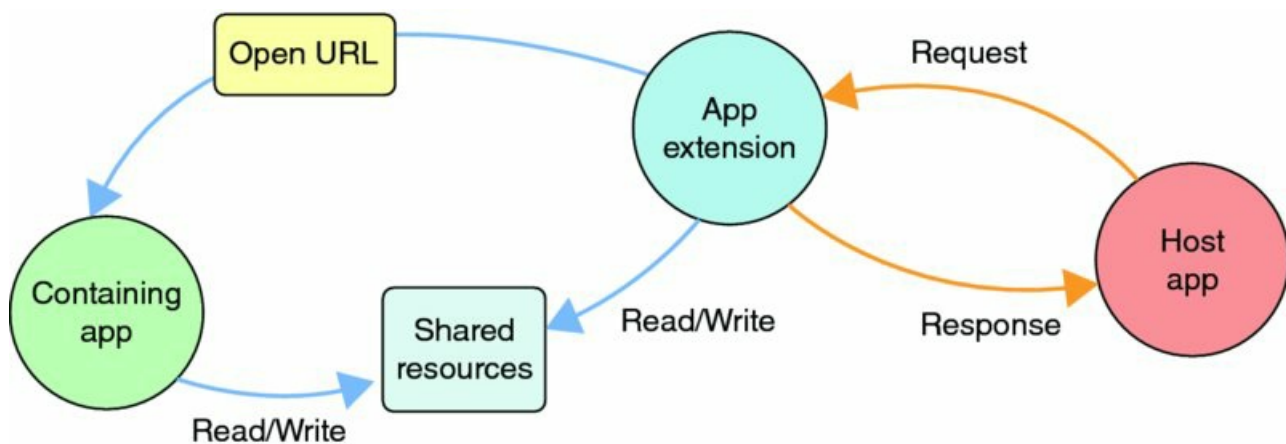 Open URL
App
extension
Request
Host
app
Containing
app
Shared
resources
Read/Write
Response
Read/Write